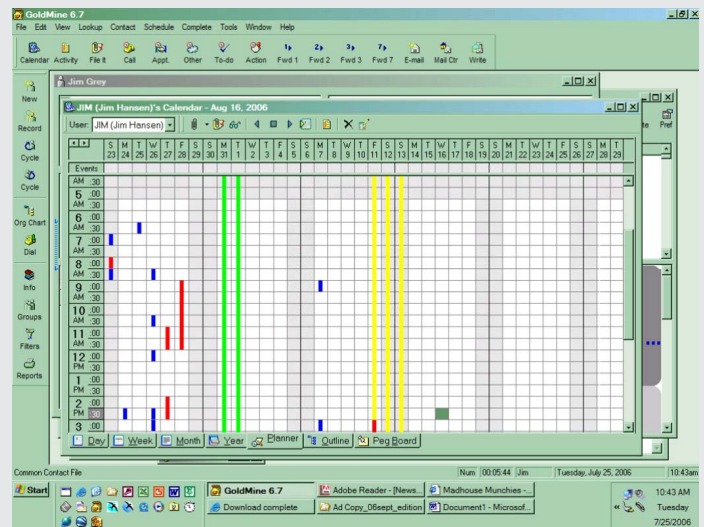 GoldMine 6.7
File Edit View Lookup Contact Schedule Complete Tools Window Help
Calendar Activity File It Call Appt. Other To-do Action Fwd 1 Fwd 2 Fwd 3 Fwd 7 E-mail Mail Ctr Write
Jim Grey
New
Record
Cycle
Cycle
Org Chart
Dial
Info
Groups
Filters
Reports
Pref
JIM (Jim Hansen)'s Calendar - Aug 16, 2006
User: JIM (Jim Hansen)
S M T W T F S S M T W T F S S M T W T F S S M T W T F S S M T W T F S S M T
23 24 25 26 27 28 29 30 31 1 2 3 4 5 6 7 8 9 10 11 12 13 14 15 16 17 18 19 20 21 22 23 24 25 26 27 28 29
Events
AM :30
5 :00
AM :30
6 :00
AM :30
7 :00
AM :30
8 :00
AM :30
9 :00
AM :30
10 :00
AM :30
11 :00
AM :30
12 :00
PM :30
1 :00
PM :30
2 :00
PM :30
3 :00
Day Week Month Year Planner Outline Peg Board
Common Contact File Num 00:05:44 Jim Tuesday, July 25, 2006 10:43am
Start GoldMine 6.7 Adobe Reader - [News... Madhouse Munchies -...
Download complete Ad Copy_06sept_edition Document1 - Microsof...
10:43 AM
Tuesday
7/25/2006